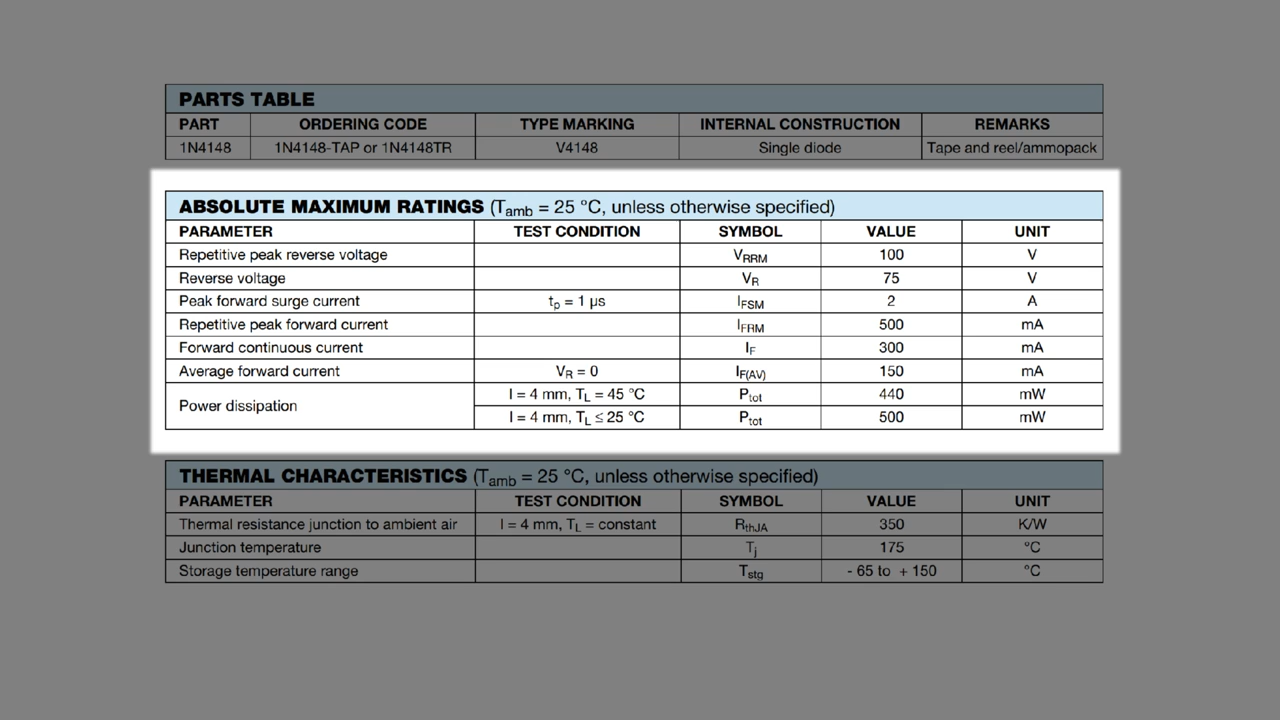 PARTS TABLE
PART ORDERING CODE TYPE MARKING INTERNAL CONSTRUCTION REMARKS
1N4148 1N4148-TAP or 1N4148TR V4148 Single diode Tape and reel/ammopack
ABSOLUTE MAXIMUM RATINGS (Tamb = 25 °C, unless otherwise specified)
PARAMETER TEST CONDITION SYMBOL VALUE UNIT
Repetitive peak reverse voltage VRRM 100 V
Reverse voltage VR 75 V
Peak forward surge current tp = 1 μs IFSM 2 A
Repetitive peak forward current IFRM 500 mA
Forward continuous current IF 300 mA
Average forward current VR = 0 IF(AV) 150 mA
Power dissipation l = 4 mm, TL = 45 °C Ptot 440 mW
l = 4 mm, TL ≤ 25 °C Ptot 500 mW
THERMAL CHARACTERISTICS (Tamb = 25 °C, unless otherwise specified)
PARAMETER TEST CONDITION SYMBOL VALUE UNIT
Thermal resistance junction to ambient air l = 4 mm, TL = constant RthJA 350 K/W
Junction temperature Tj 175 °C
Storage temperature range Tstg - 65 to + 150 °C